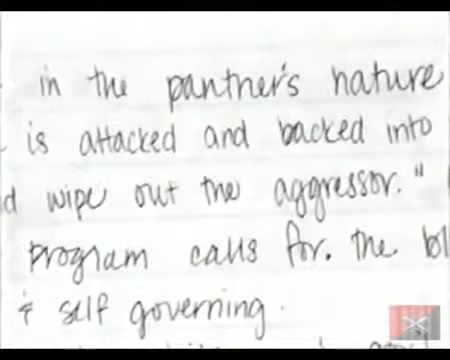 in the panther's nature
is attacked and backed into
wipe out the aggressor."
program calls for. the bl
& self governing.